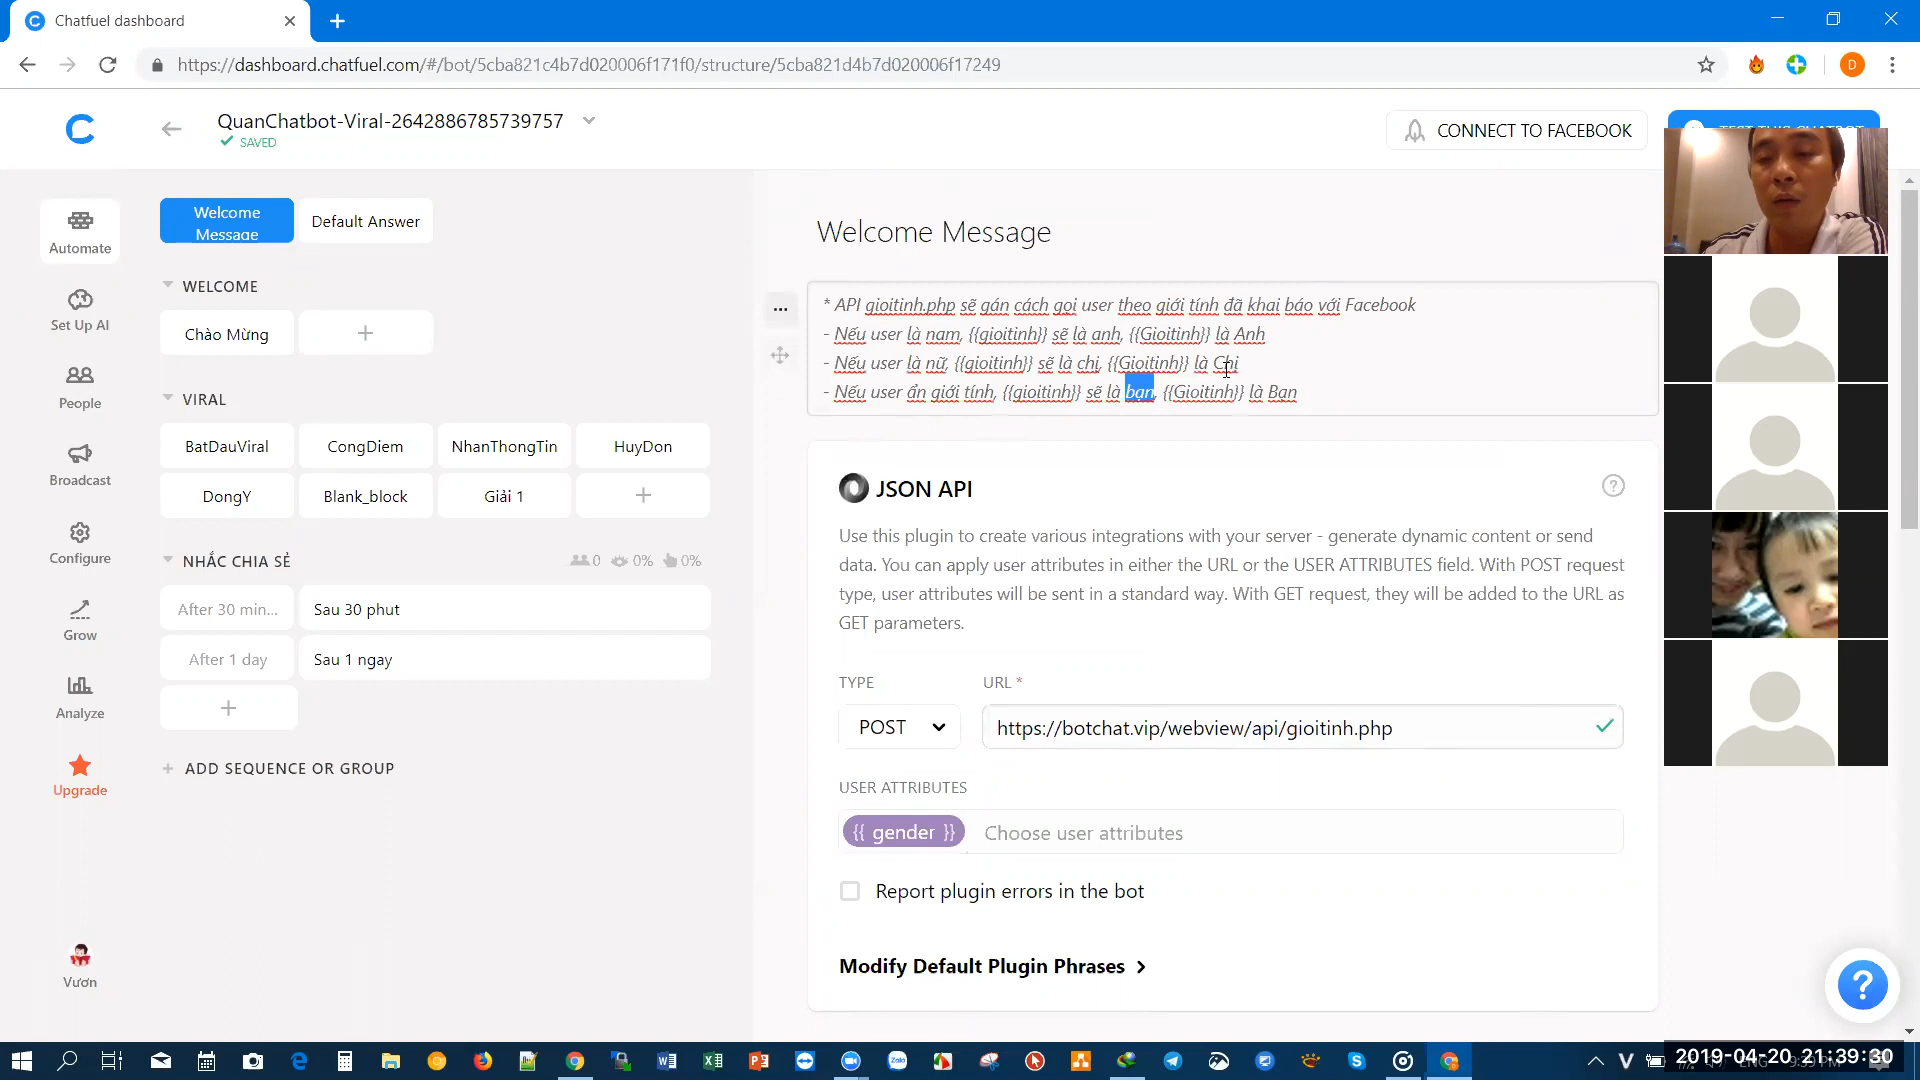 Chatfuel dashboard
https://dashboard.chatfuel.com/#/bot/5cba821c4b7d020006f171f0/structure/5cba821d4b7d020006f17249
D
QuanChatbot-Viral-2642886785739757
SAVED
CONNECT TO FACEBOOK
TEST THIS CHATBOT
Automate
Set Up AI
People
Broadcast
Configure
Grow
Analyze
Upgrade
Vươn
Welcome
Message
Default Answer
WELCOME
Chào Mừng
VIRAL
BatDauViral
CongDiem
NhanThongTin
HuyDon
DongY
Blank_block
Giải 1
NHẮC CHIA SẺ
0
0%
0%
After 30 min...
Sau 30 phut
After 1 day
Sau 1 ngay
ADD SEQUENCE OR GROUP
Welcome Message
* API gioitinh.php sẽ gán cách gọi user theo giới tính đã khai báo với Facebook
- Nếu user là nam, {{gioitinh}} sẽ là anh, {{Gioitinh}} là Anh
- Nếu user là nữ, {{gioitinh}} sẽ là chị, {{Gioitinh}} là Chị
- Nếu user ẩn giới tính, {{gioitinh}} sẽ là bạn, {{Gioitinh}} là Bạn
JSON API
Use this plugin to create various integrations with your server - generate dynamic content or send
data. You can apply user attributes in either the URL or the USER ATTRIBUTES field. With POST request
type, user attributes will be sent in a standard way. With GET request, they will be added to the URL as
GET parameters.
TYPE
URL *
POST
https://botchat.vip/webview/api/gioitinh.php
USER ATTRIBUTES
{{ gender }}
Choose user attributes
Report plugin errors in the bot
Modify Default Plugin Phrases
2019-04-20 21:39:30